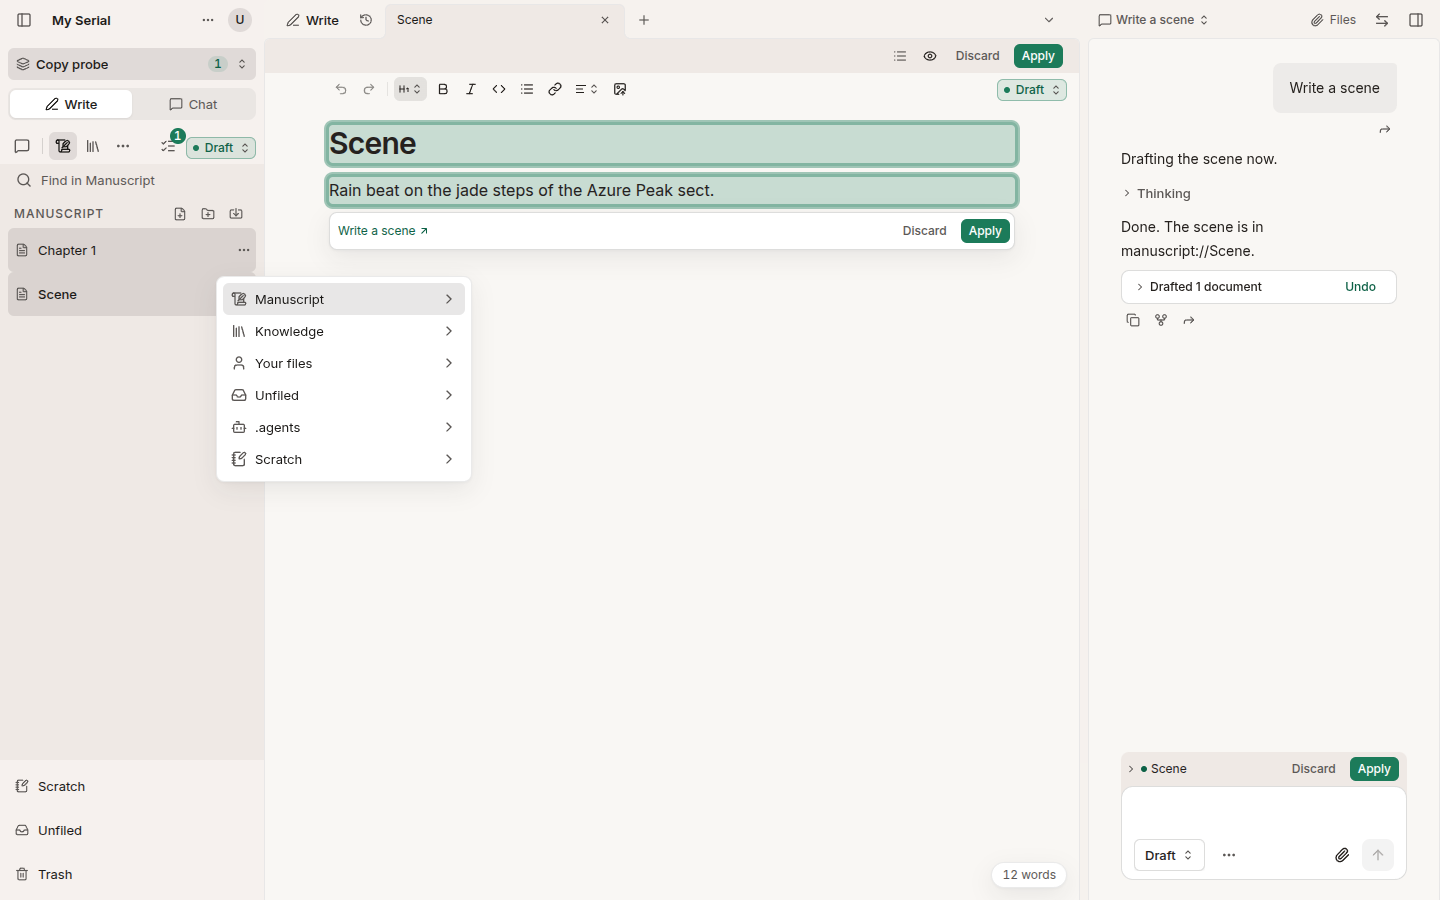 My Serial
U
Copy probe
1
Write
Chat
1
Draft
Find in Manuscript
MANUSCRIPT
Chapter 1
Scene
Scratch
Unfiled
Trash
Write
Scene
Discard
Apply
H1
Draft
Scene
Rain beat on the jade steps of the Azure Peak sect.
Write a scene
Discard
Apply
Manuscript
Knowledge
Your files
Unfiled
.agents
Scratch
12 words
Write a scene
Files
Write a scene
Drafting the scene now.
Thinking
Done. The scene is in
manuscript://Scene.
Drafted 1 document
Undo
Scene
Discard
Apply
Draft